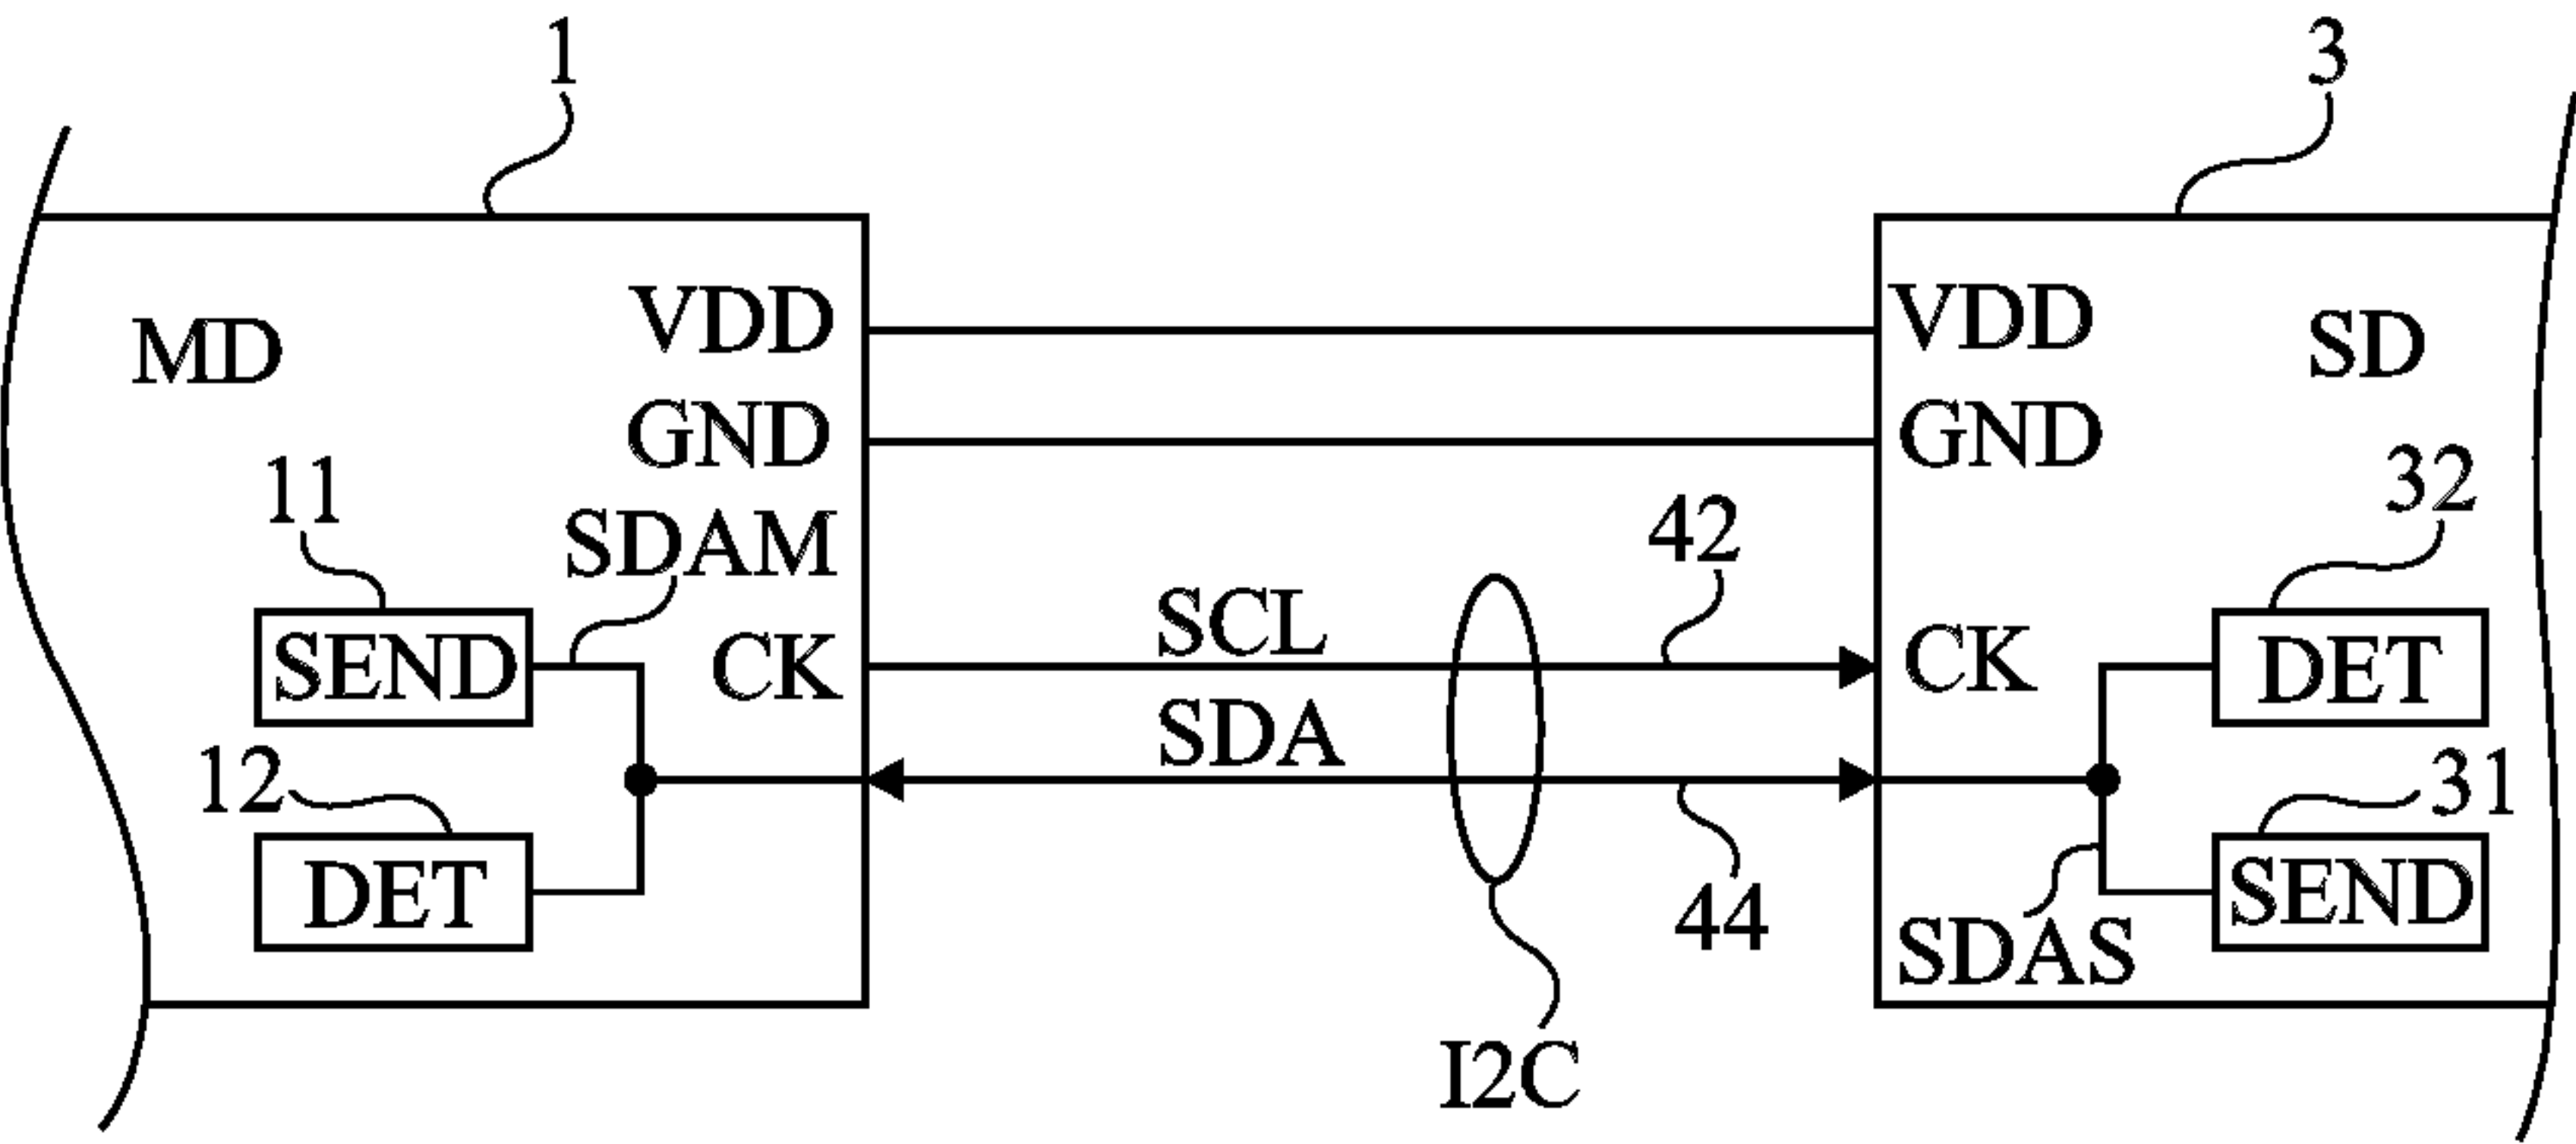 1
3
VDD
VDD
MD
SD
GND
GND
11
SDAM
42
32
SEND
CK
SCL
CK
DET
SDA
12
31
DET
44
SDAS
SEND
I2C